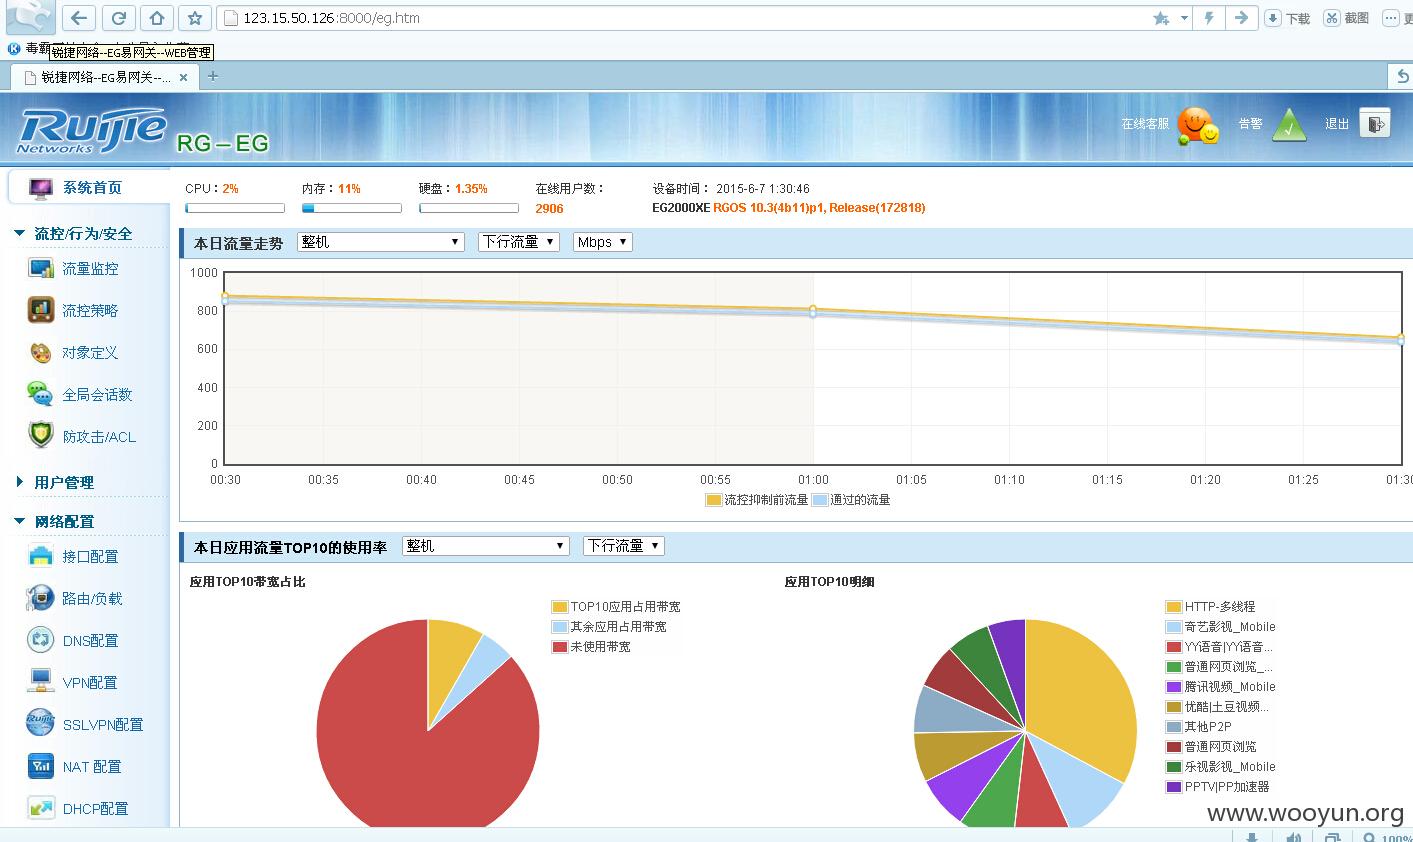 123.15.50.126:8000/eg.htm
下载
截图
更
毒霸
锐捷网络--EG易网关--WEB管理
锐捷网络--EG易网关--...
Ruijie
Networks
RG-EG
在线客服
告警
退出
系统首页
CPU：2%
内存：11%
硬盘：1.35%
在线用户数：
2906
设备时间： 2015-6-7 1:30:46
EG2000XE RGOS 10.3(4b11)p1, Release(172818)
流控/行为/安全
流量监控
流控策略
对象定义
全局会话数
防攻击/ACL
用户管理
网络配置
接口配置
路由/负载
DNS配置
VPN配置
SSLVPN配置
NAT 配置
DHCP配置
本日流量走势
整机
下行流量
Mbps
1000
800
600
400
200
0
00:30 00:35 00:40 00:45 00:50 00:55 01:00 01:05 01:10 01:15 01:20 01:25 01:30
流控抑制前流量 通过的流量
本日应用流量TOP10的使用率
整机
下行流量
应用TOP10带宽占比
TOP10应用占用带宽
其余应用占用带宽
未使用带宽
应用TOP10明细
HTTP-多线程
奇艺影视_Mobile
YY语音|YY语音...
普通网页浏览_...
腾讯视频_Mobile
优酷|土豆视频...
其他P2P
普通网页浏览
乐视影视_Mobile
PPTV|PP加速器
www.wooyun.org
100%